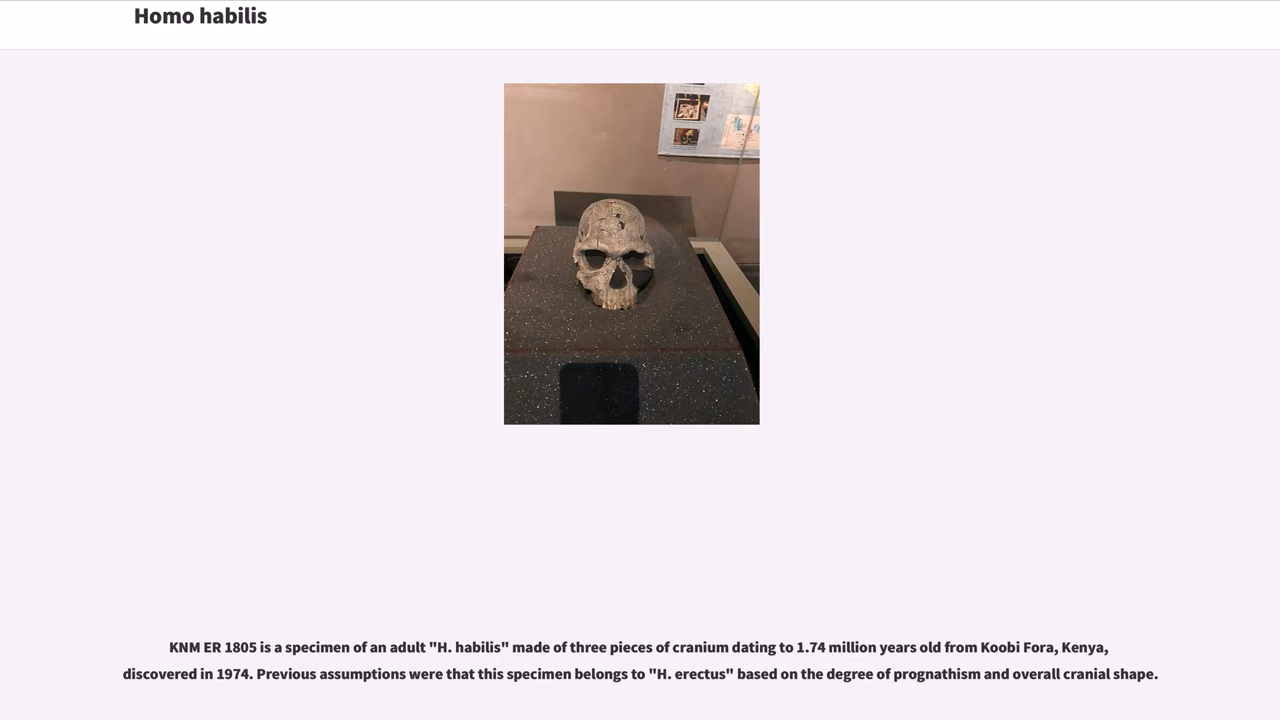 Homo habilis
KNM ER 1805 is a specimen of an adult "H. habilis" made of three pieces of cranium dating to 1.74 million years old from Koobi Fora, Kenya,
discovered in 1974. Previous assumptions were that this specimen belongs to "H. erectus" based on the degree of prognathism and overall cranial shape.